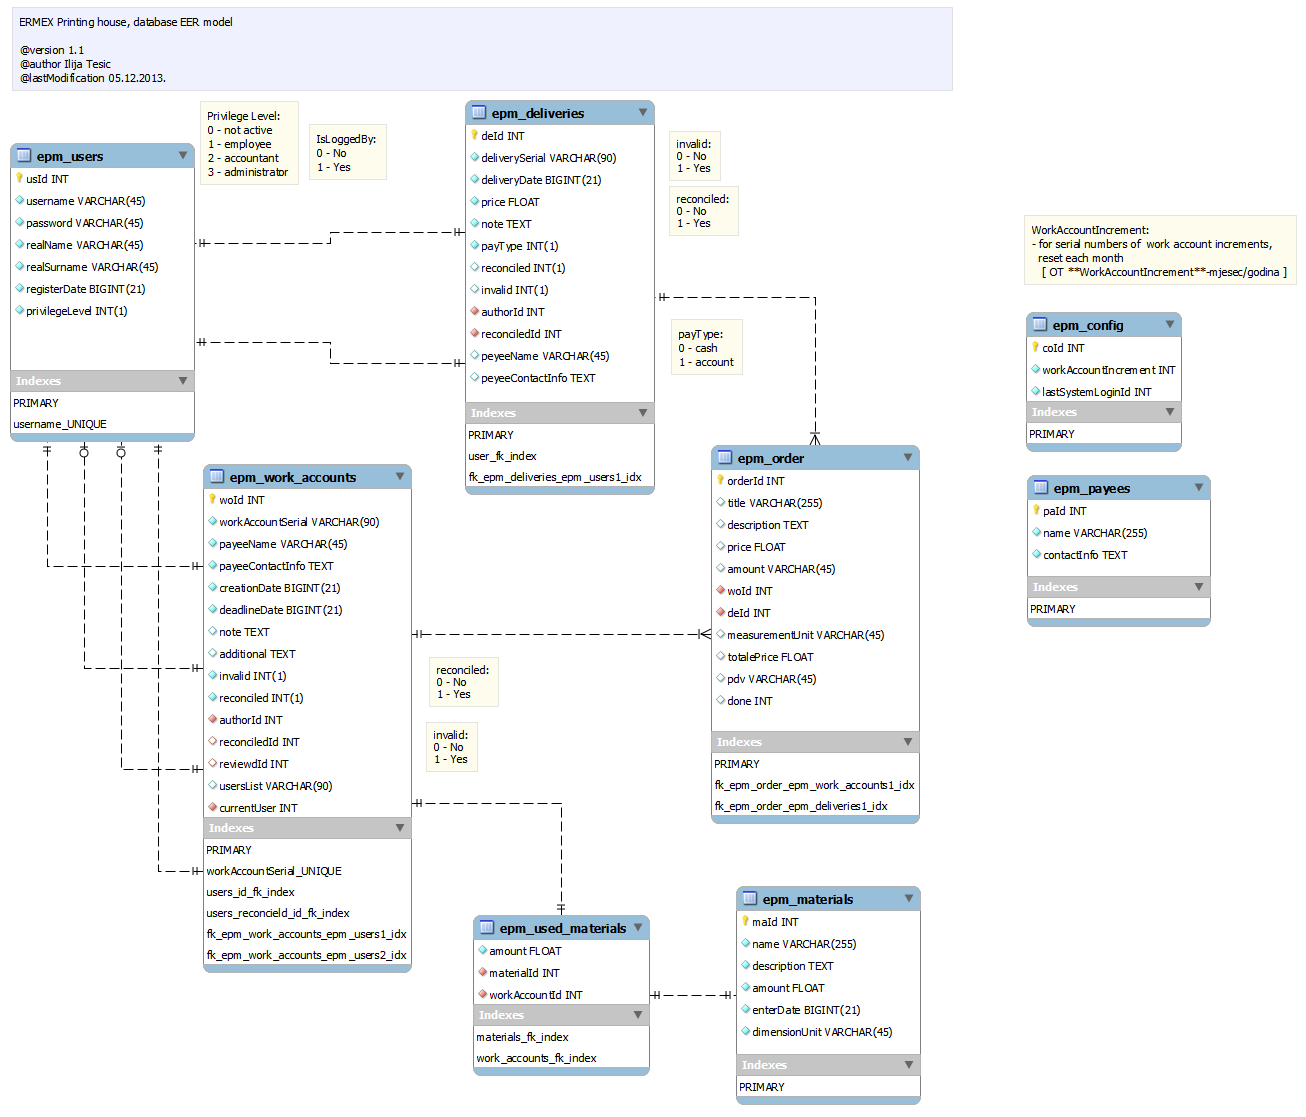 ERMEX Printing house, database EER model
@version 1.1
@author Ilija Tesic
@lastModification 05.12.2013.
Privilege Level:
0 - not active
1 - employee
2 - accountant
3 - administrator
IsLoggedBy:
0 - No
1 - Yes
epm_users
usId INT
username VARCHAR(45)
password VARCHAR(45)
realName VARCHAR(45)
realSurname VARCHAR(45)
registerDate BIGINT(21)
privilegeLevel INT(1)
Indexes
PRIMARY
username_UNIQUE
epm_deliveries
deId INT
deliverySerial VARCHAR(90)
deliveryDate BIGINT(21)
price FLOAT
note TEXT
payType INT(1)
reconciled INT(1)
invalid INT(1)
authorId INT
reconciledId INT
peyeeName VARCHAR(45)
peyeeContactInfo TEXT
Indexes
PRIMARY
user_fk_index
fk_epm_deliveries_epm_users1_idx
invalid:
0 - No
1 - Yes
reconciled:
0 - No
1 - Yes
payType:
0 - cash
1 - account
WorkAccountIncrement:
- for serial numbers of work account increments,
reset each month
[ OT **WorkAccountIncrement**-mjesec/godina ]
epm_config
coId INT
workAccountIncrement INT
lastSystemLoginId INT
Indexes
PRIMARY
epm_payees
paId INT
name VARCHAR(255)
contactInfo TEXT
Indexes
PRIMARY
epm_work_accounts
woId INT
workAccountSerial VARCHAR(90)
payeeName VARCHAR(45)
payeeContactInfo TEXT
creationDate BIGINT(21)
deadlineDate BIGINT(21)
note TEXT
additional TEXT
invalid INT(1)
reconciled INT(1)
authorId INT
reconciledId INT
reviewdId INT
usersList VARCHAR(90)
currentUser INT
Indexes
PRIMARY
workAccountSerial_UNIQUE
users_id_fk_index
users_reconcield_id_fk_index
fk_epm_work_accounts_epm_users1_idx
fk_epm_work_accounts_epm_users2_idx
reconciled:
0 - No
1 - Yes
invalid:
0 - No
1 - Yes
epm_order
orderId INT
title VARCHAR(255)
description TEXT
price FLOAT
amount VARCHAR(45)
woId INT
deId INT
measurementUnit VARCHAR(45)
totalePrice FLOAT
pdv VARCHAR(45)
done INT
Indexes
PRIMARY
fk_epm_order_epm_work_accounts1_idx
fk_epm_order_epm_deliveries1_idx
epm_used_materials
amount FLOAT
materialId INT
workAccountId INT
Indexes
materials_fk_index
work_accounts_fk_index
epm_materials
maId INT
name VARCHAR(255)
description TEXT
amount FLOAT
enterDate BIGINT(21)
dimensionUnit VARCHAR(45)
Indexes
PRIMARY